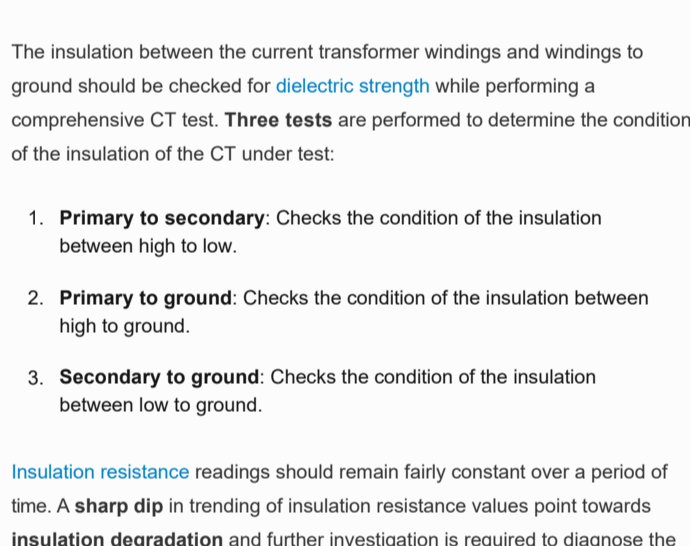 The insulation between the current transformer windings and windings to
ground should be checked for dielectric strength while performing a
comprehensive CT test. Three tests are performed to determine the condition
of the insulation of the CT under test:
1. Primary to secondary: Checks the condition of the insulation
between high to low.
2. Primary to ground: Checks the condition of the insulation between
high to ground.
3. Secondary to ground: Checks the condition of the insulation
between low to ground.
Insulation resistance readings should remain fairly constant over a period of
time. A sharp dip in trending of insulation resistance values point towards
insulation degradation and further investigation is required to diagnose the